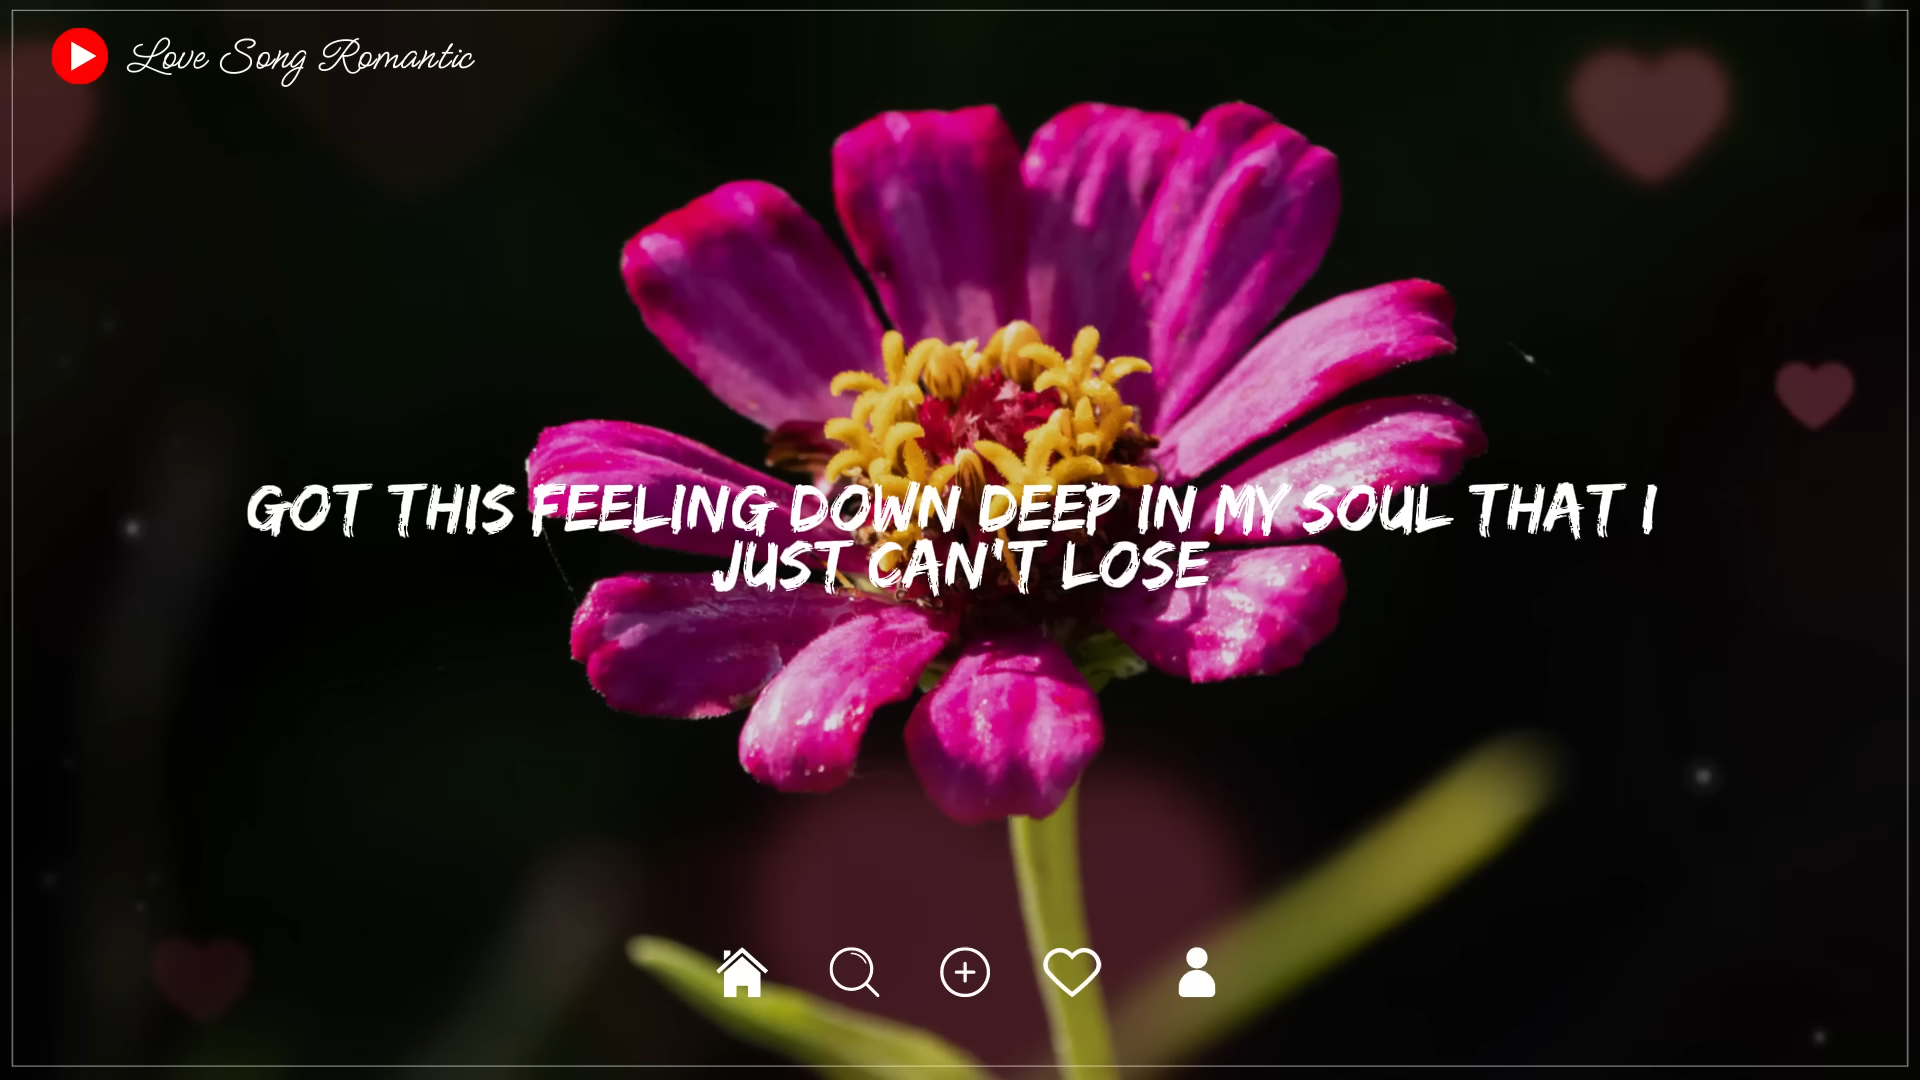 Love Song Romantic
GOT THIS FEELING DOWN DEEP IN MY SOUL THAT I
JUST CAN'T LOSE